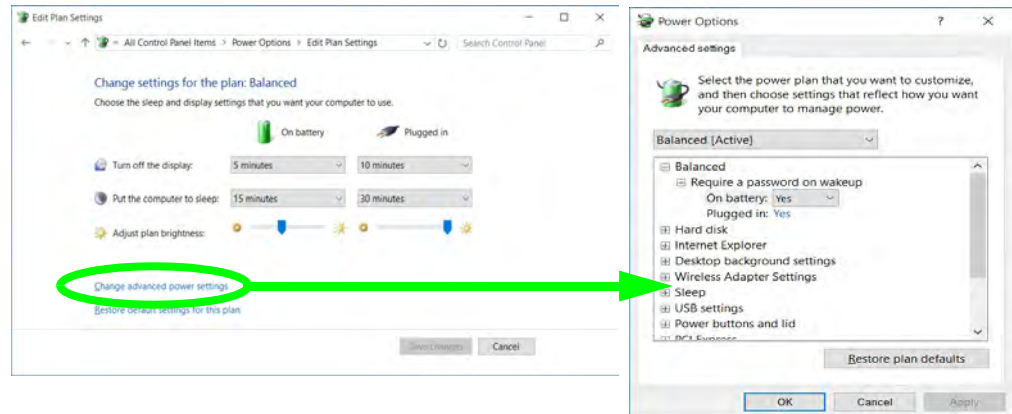 Edit Plan Settings
All Control Panel Items > Power Options > Edit Plan Settings
Search Control Panel
Change settings for the plan: Balanced
Choose the sleep and display settings that you want your computer to use.
On battery
Plugged in
Turn off the display:
5 minutes
10 minutes
Put the computer to sleep:
15 minutes
30 minutes
Adjust plan brightness:
Change advanced power settings
Restore default settings for this plan
Save changes
Cancel
Power Options
?
Advanced settings
Select the power plan that you want to customize,
and then choose settings that reflect how you want
your computer to manage power.
Balanced [Active]
Balanced
Require a password on wakeup
On battery: Yes
Plugged in: Yes
Hard disk
Internet Explorer
Desktop background settings
Wireless Adapter Settings
Sleep
USB settings
Power buttons and lid
PCI Express
Restore plan defaults
OK
Cancel
Apply